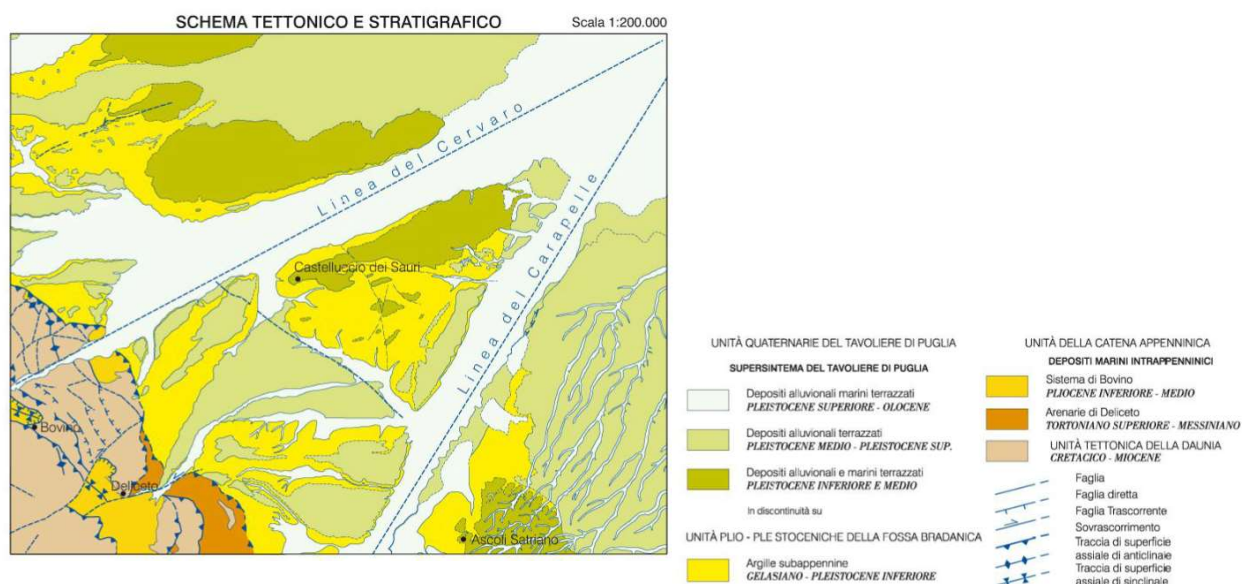 SCHEMA TETTONICO E STRATIGRAFICO
Scala 1:200.000
Linea del Cervaro
Linea del Carapelle
Castelluccio dei Sauri
Bovino
Deliceto
Ascoli Satriano
UNITÀ QUATERNARIE DEL TAVOLIERE DI PUGLIA
SUPERSINTEMA DEL TAVOLIERE DI PUGLIA
Depositi alluvionali marini terrazzati
PLEISTOCENE SUPERIORE - OLOCENE
Depositi alluvionali terrazzati
PLEISTOCENE MEDIO - PLEISTOCENE SUP.
Depositi alluvionali e marini terrazzati
PLEISTOCENE INFERIORE E MEDIO
In discontinuità su
UNITÀ PLIO - PLE STOCENICHE DELLA FOSSA BRADANICA
Argille subappennine
GELASIANO - PLEISTOCENE INFERIORE
UNITÀ DELLA CATENA APPENNINICA
DEPOSITI MARINI INTRAPPENNINICI
Sistema di Bovino
PLIOCENE INFERIORE - MEDIO
Arenarie di Deliceto
TORTONIANO SUPERIORE - MESSINIANO
UNITÀ TETTONICA DELLA DAUNIA
CRETACICO - MIOCENE
Faglia
Faglia diretta
Faglia Trascorrente
Sovrascorrimento
Traccia di superficie
assiale di anticlinale
Traccia di superficie
assiale di sinclinale